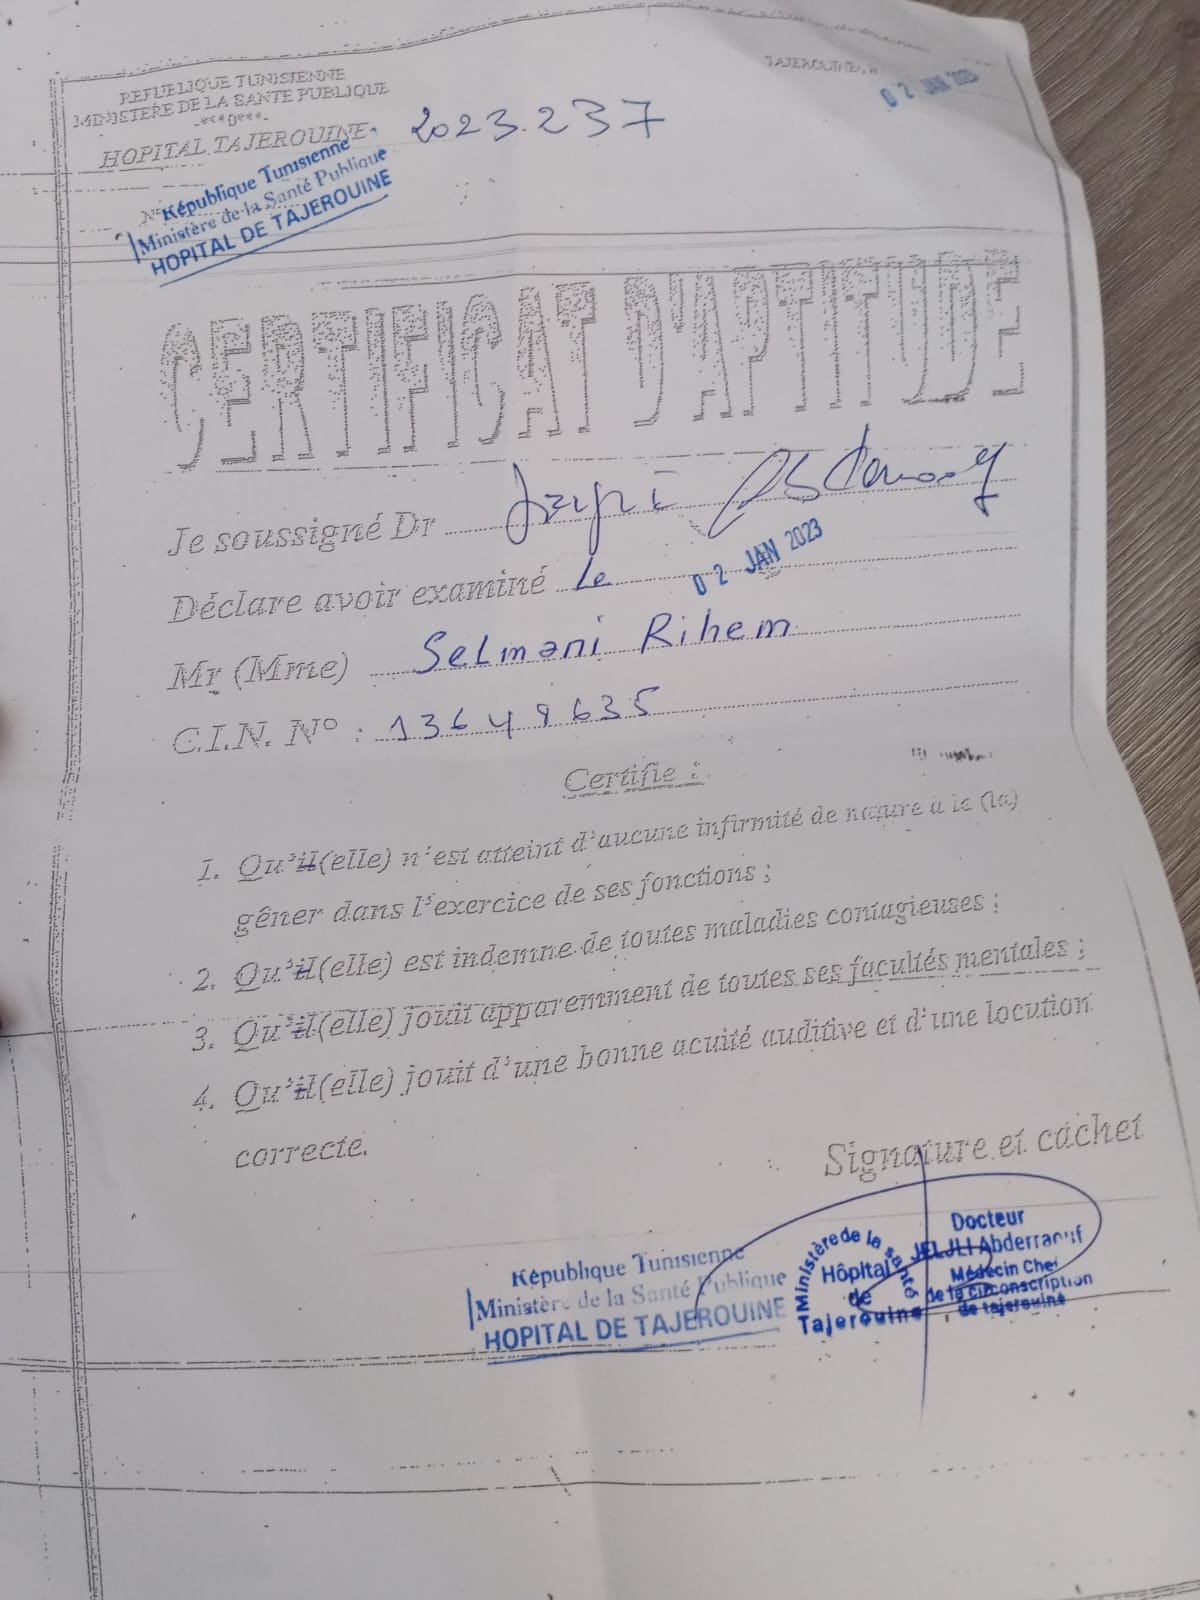 REPUBLIQUE TUNISIENNE
MINISTERE DE LA SANTE PUBLIQUE
-***0***-
HOPITAL TAJEROUINE
2023.237
TAJEROUINE,
02 JAN 2023
République Tunisienne
Ministère de la Santé Publique
HOPITAL DE TAJEROUINE
CERTIFICAT D'APTITUDE
Je soussigné Dr
Déclare avoir examiné le 02 JAN 2023
Mr (Mme) Selmani Rihem
C.I.N. N° : 13649635
Certifie :
1. Qu'il(elle) n'est atteint d'aucune infirmité de nature à le (la)
gêner dans l'exercice de ses fonctions ;
2. Qu'il(elle) est indemne de toutes maladies contagieuses ;
3. Qu'il(elle) jouit apparemment de toutes ses facultés mentales ;
4. Qu'il(elle) jouit d'une bonne acuité auditive et d'une locution
correcte.
Signature et cachet
République Tunisienne
Ministère de la Santé Publique
HOPITAL DE TAJEROUINE
Ministère de la santé
Hôpital
de
Tajerouine
Docteur
JELJLI Abderraouf
Médecin Chef
de la circonscription
de tajerouine